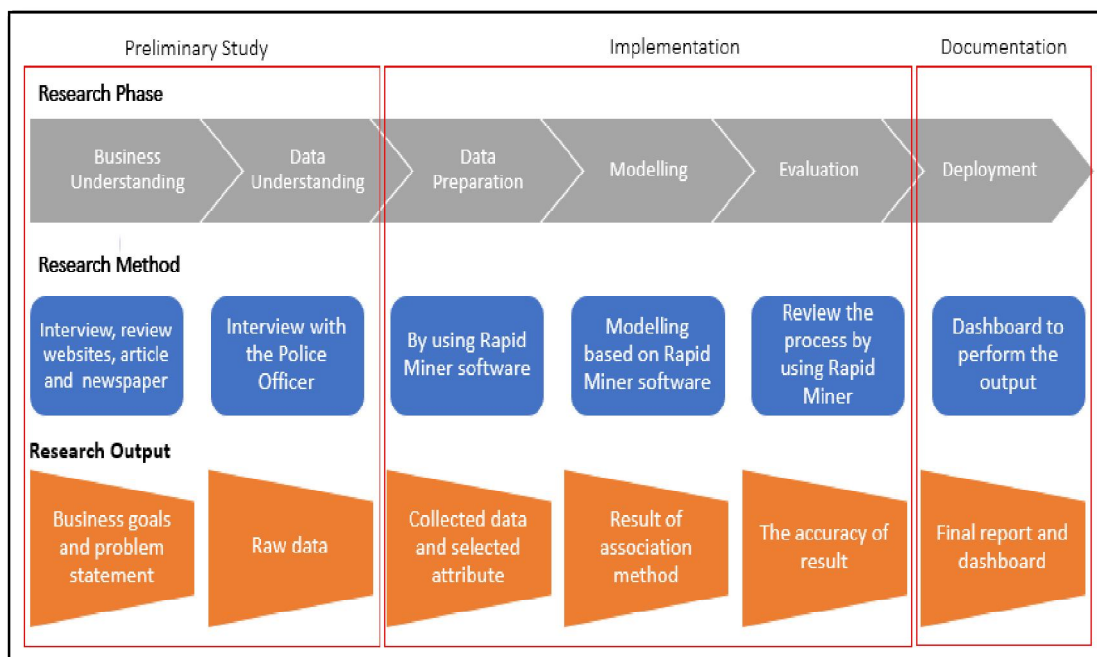 Preliminary Study
Implementation
Documentation
Research Phase
Business
Understanding
Data
Understanding
Data
Preparation
Modelling
Evaluation
Deployment
Research Method
Interview, review
websites, article
and newspaper
Interview with
the Police
Officer
By using Rapid
Miner software
Modelling
based on Rapid
Miner software
Review the
process by
using Rapid
Miner
Dashboard to
perform the
output
Research Output
Business goals
and problem
statement
Raw data
Collected data
and selected
attribute
Result of
association
method
The accuracy of
result
Final report and
dashboard